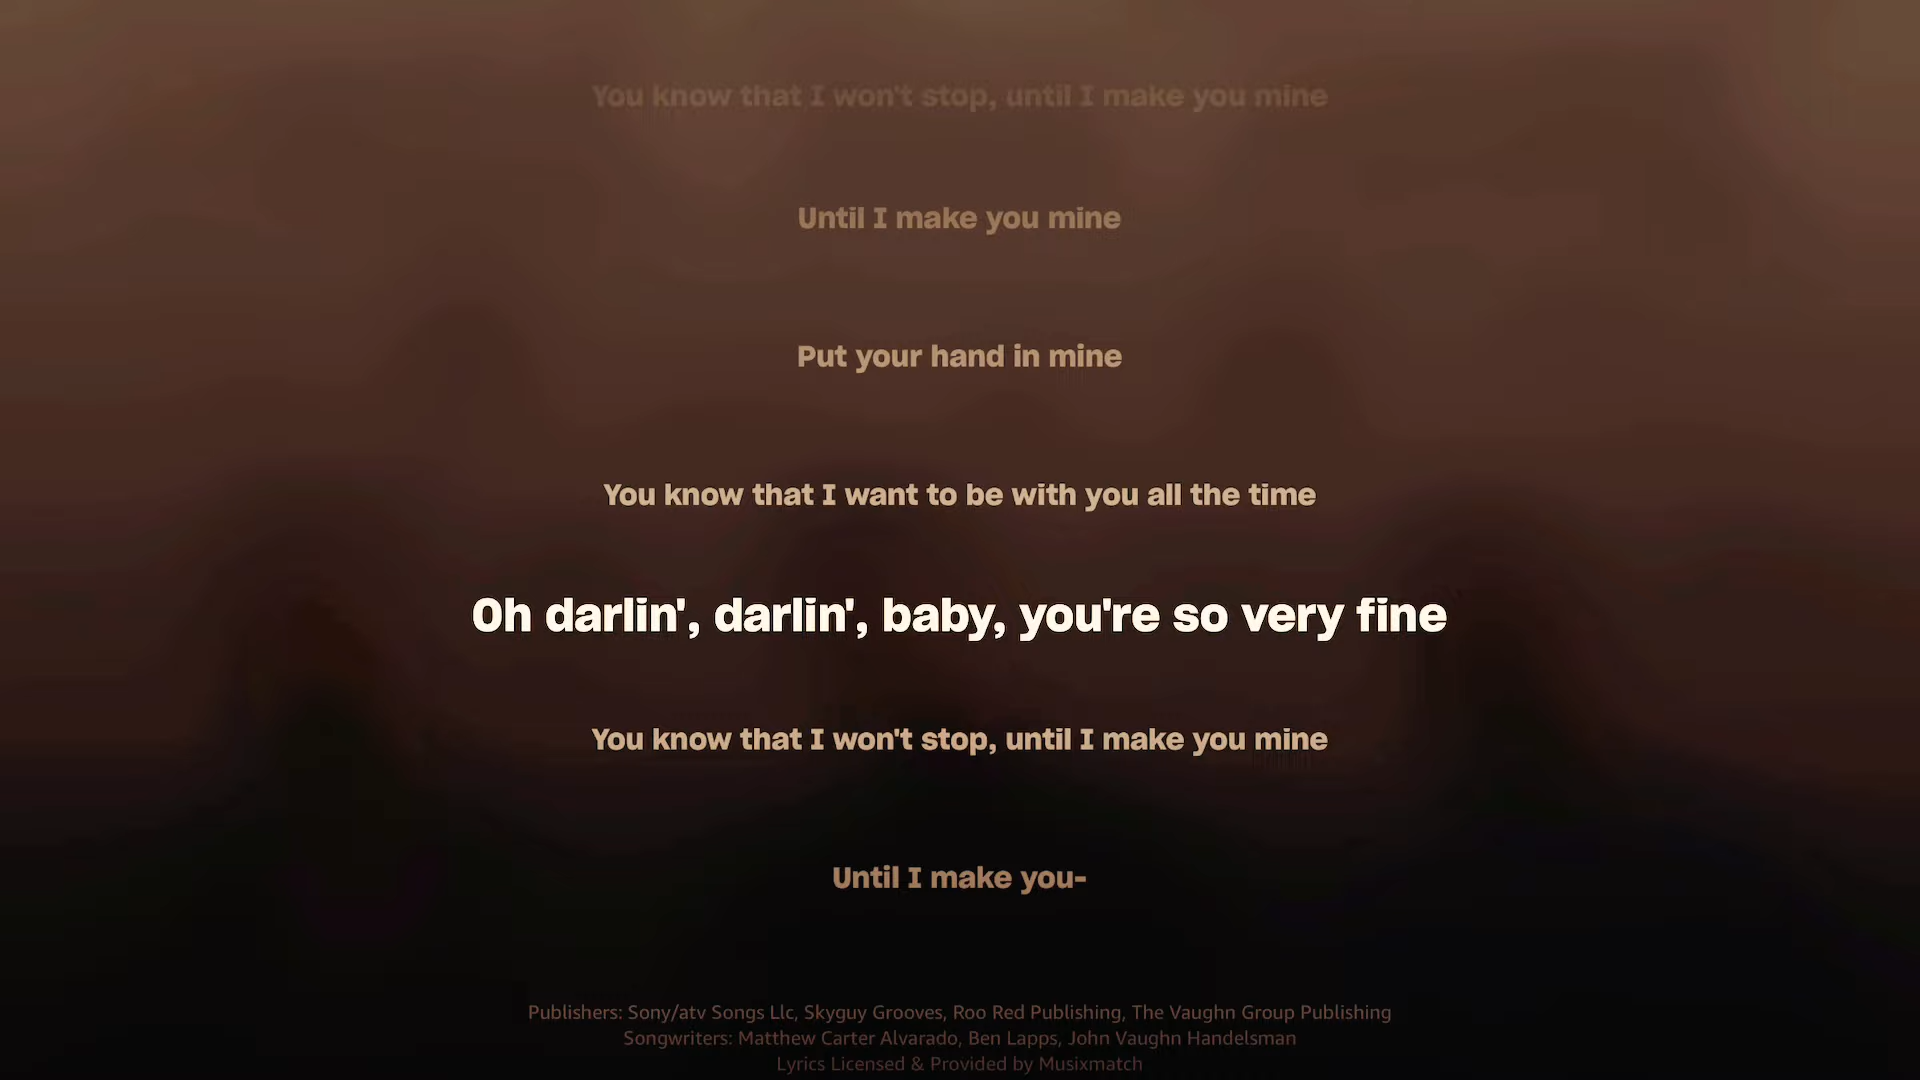 You know that I won't stop, until I make you mine
Until I make you mine
Put your hand in mine
You know that I want to be with you all the time
Oh darlin', darlin', baby, you're so very fine
You know that I won't stop, until I make you mine
Until I make you-
Publishers: Sony/atv Songs Llc, Skyguy Grooves, Roo Red Publishing, The Vaughn Group Publishing
Songwriters: Matthew Carter Alvarado, Ben Lapps, John Vaughn Handelsman
Lyrics Licensed & Provided by Musixmatch